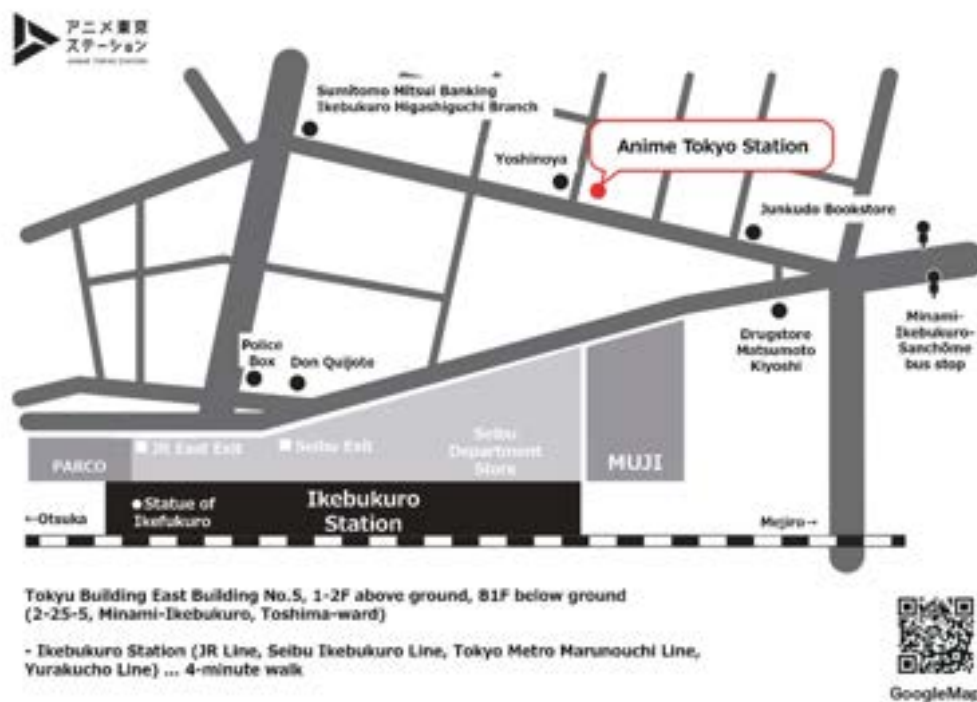 アニメ東京
ステーション
ANIME TOKYO STATION
Sumitomo Mitsui Banking
Ikebukuro Higashiguchi Branch
Yoshinoya
Anime Tokyo Station
Junkudo Bookstore
Police
Box
Don Quijote
Drugstore
Matsumoto
Kiyoshi
Minami-
Ikebukuro-
Sanchōme
bus stop
PARCO
JR East Exit
Seibu Exit
Seibu
Department
Store
MUJI
←Otsuka
Statue of
Ikefukuro
Ikebukuro
Station
Mejiro→
Tokyu Building East Building No.5, 1-2F above ground, B1F below ground
(2-25-5, Minami-Ikebukuro, Toshima-ward)
- Ikebukuro Station (JR Line, Seibu Ikebukuro Line, Tokyo Metro Marunouchi Line,
Yurakucho Line) ... 4-minute walk
GoogleMap